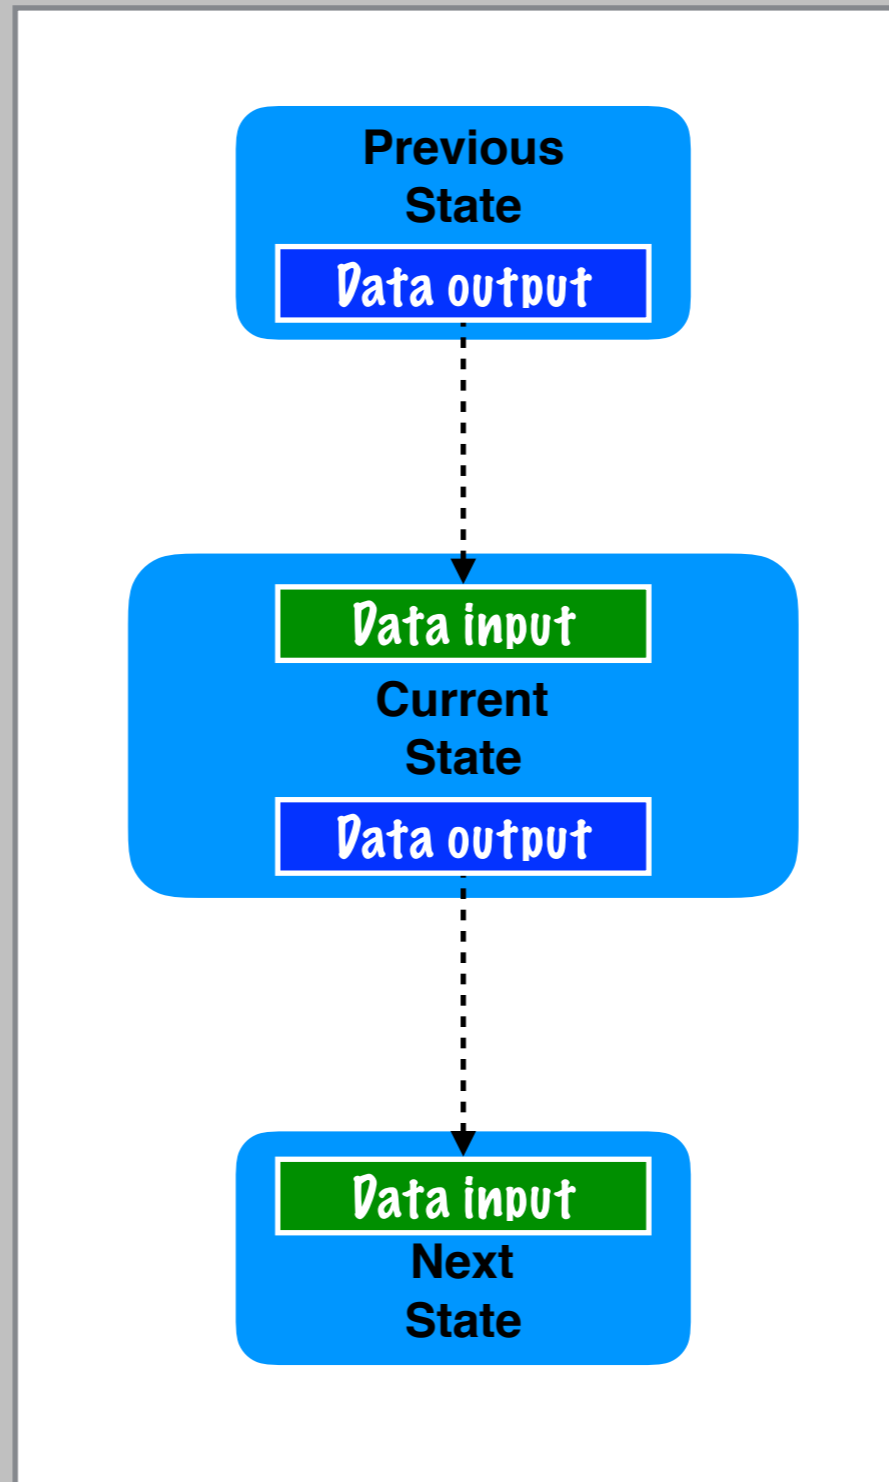 Previous
State
Data output
Data input
Current
State
Data output
Data input
Next
State